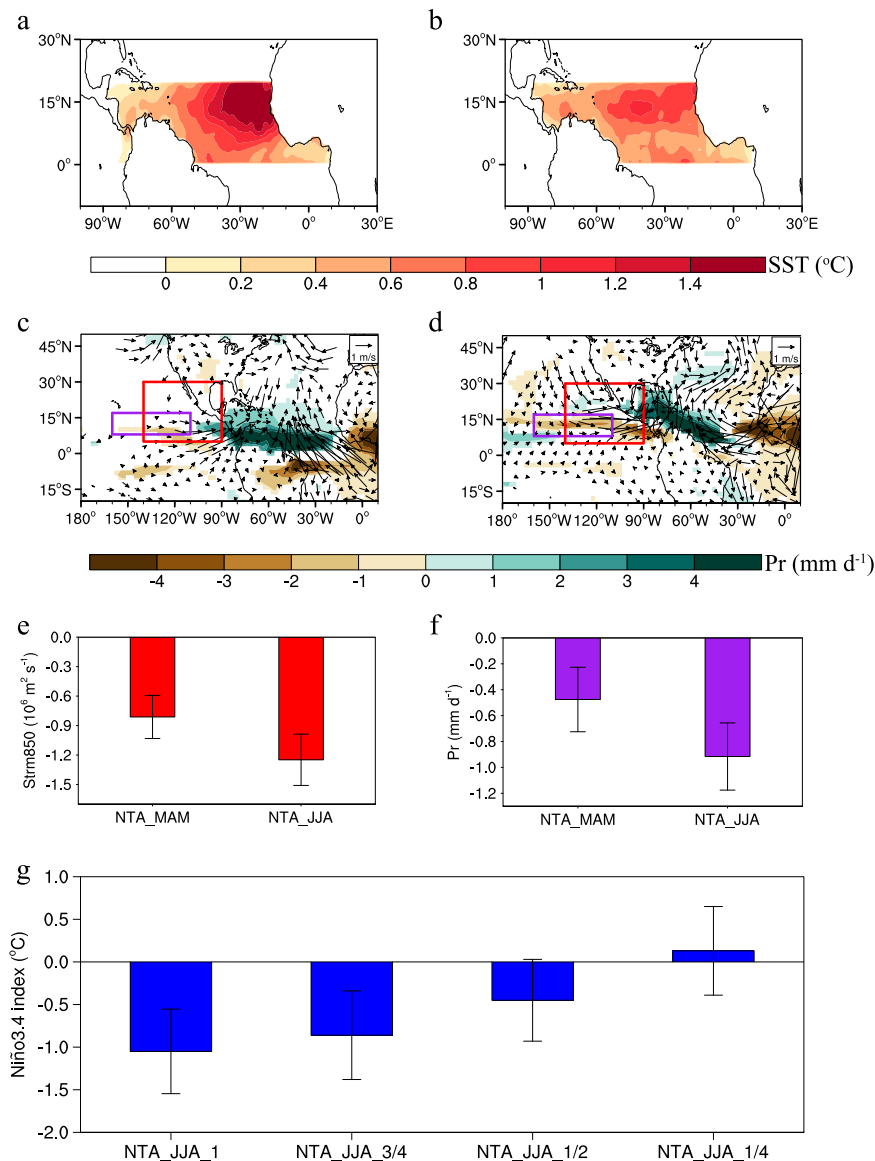 a
b
30°N
15°N
0°
90°W 60°W 30°W 0° 30°E
30°N
15°N
0°
90°W 60°W 30°W 0° 30°E
0 0.2 0.4 0.6 0.8 1 1.2 1.4
SST (°C)
c
d
45°N
30°N
15°N
0°
15°S
180° 150°W 120°W 90°W 60°W 30°W 0°
1 m/s
45°N
30°N
15°N
0°
15°S
180° 150°W 120°W 90°W 60°W 30°W 0°
1 m/s
-4 -3 -2 -1 0 1 2 3 4
Pr (mm d⁻¹)
e
Strm850 (10⁶ m² s⁻¹)
0.0
-0.3
-0.6
-0.9
-1.2
-1.5
NTA_MAM NTA_JJA
f
Pr (mm d⁻¹)
0.0
-0.2
-0.4
-0.6
-0.8
-1.0
-1.2
NTA_MAM NTA_JJA
g
Niño3.4 index (°C)
1.0
0.5
0.0
-0.5
-1.0
-1.5
-2.0
NTA_JJA_1 NTA_JJA_3/4 NTA_JJA_1/2 NTA_JJA_1/4